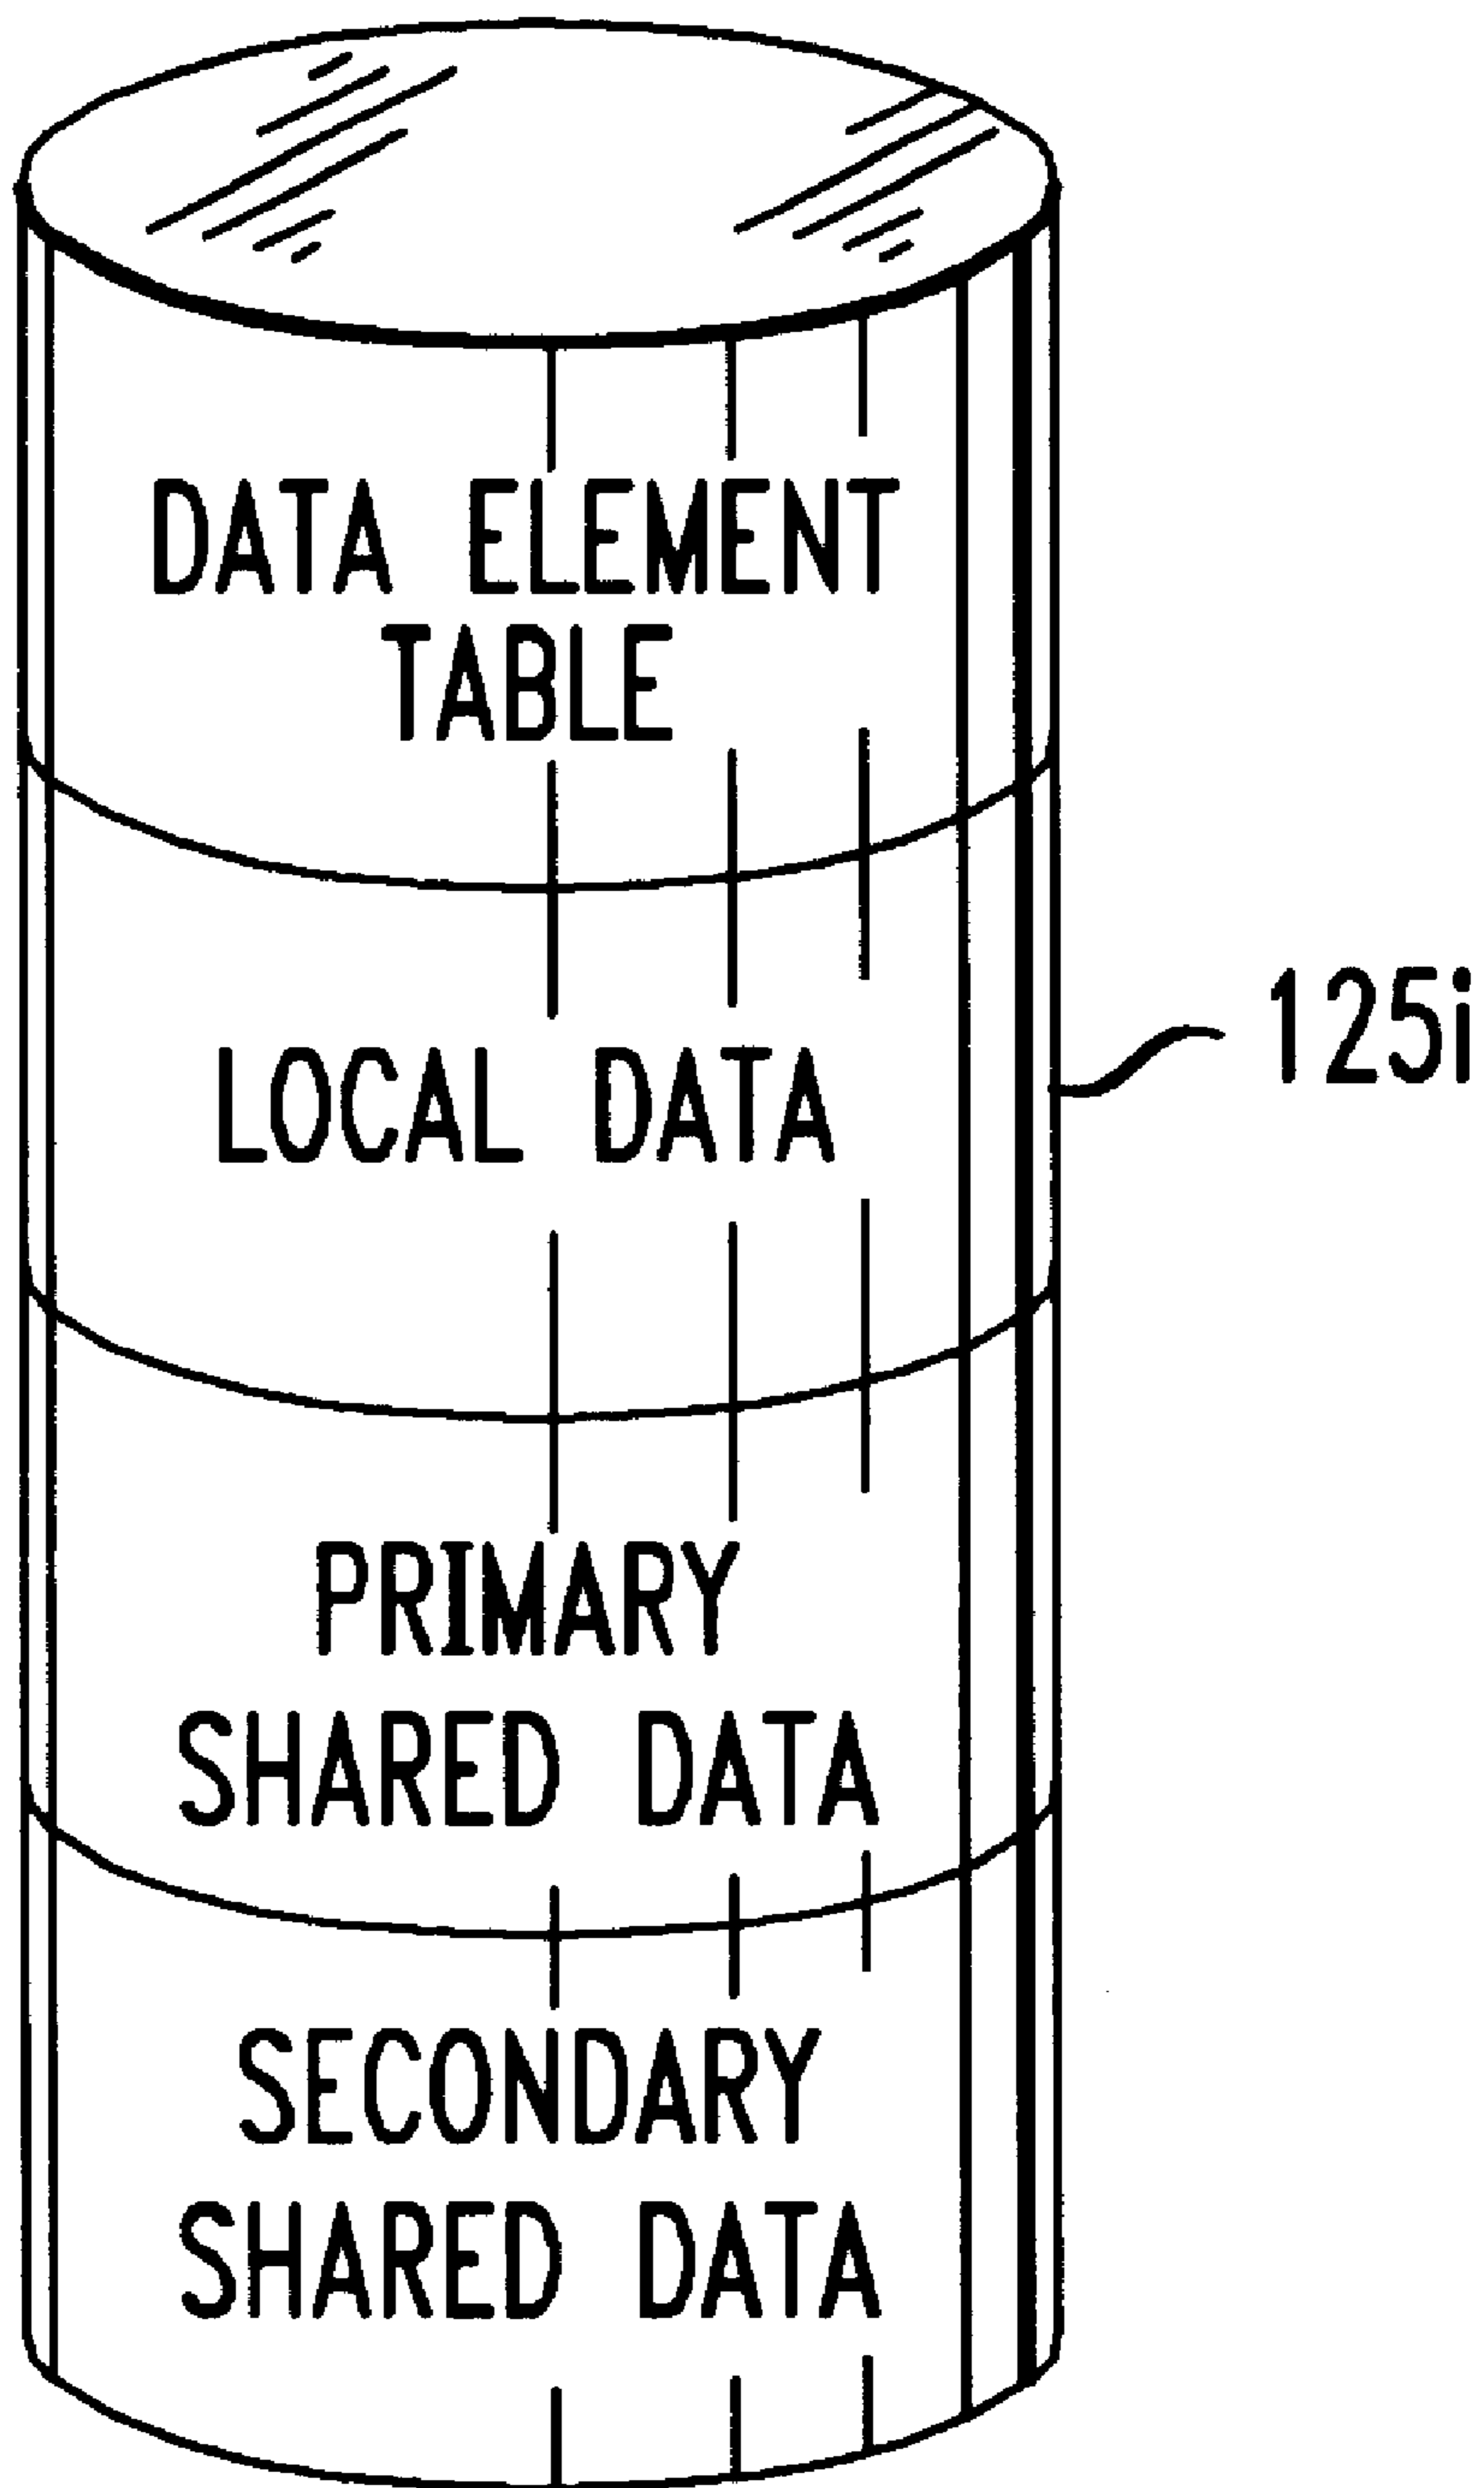 DATA ELEMENT
TABLE
LOCAL DATA
125i
PRIMARY
SHARED DATA
SECONDARY
SHARED DATA